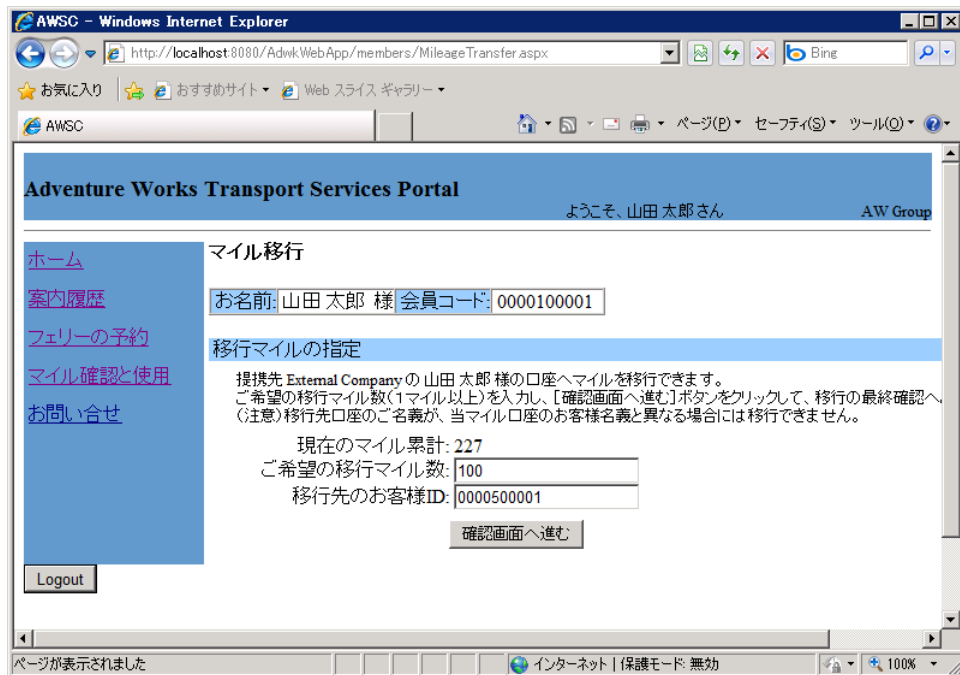 AWSC - Windows Internet Explorer
http://localhost:8080/AdwkWebApp/members/MileageTransfer.aspx
Bing
お気に入り おすすめサイト Web スライス ギャラリー
AWSC ページ(P) セーフティ(S) ツール(O)
Adventure Works Transport Services Portal
ようこそ、山田 太郎さん AW Group
ホーム
案内履歴
フェリーの予約
マイル確認と使用
お問い合せ
Logout
マイル移行
お名前: 山田 太郎 様 会員コード: 0000100001
移行マイルの指定
提携先 External Company の 山田 太郎 様の口座へマイルを移行できます。
ご希望の移行マイル数(1マイル以上)を入力し、[確認画面へ進む]ボタンをクリックして、移行の最終確認へ
(注意)移行先口座のご名義が、当マイル口座のお客様名義と異なる場合には移行できません。
現在のマイル累計: 227
ご希望の移行マイル数: 100
移行先のお客様ID: 0000500001
確認画面へ進む
ページが表示されました インターネット | 保護モード: 無効 100%